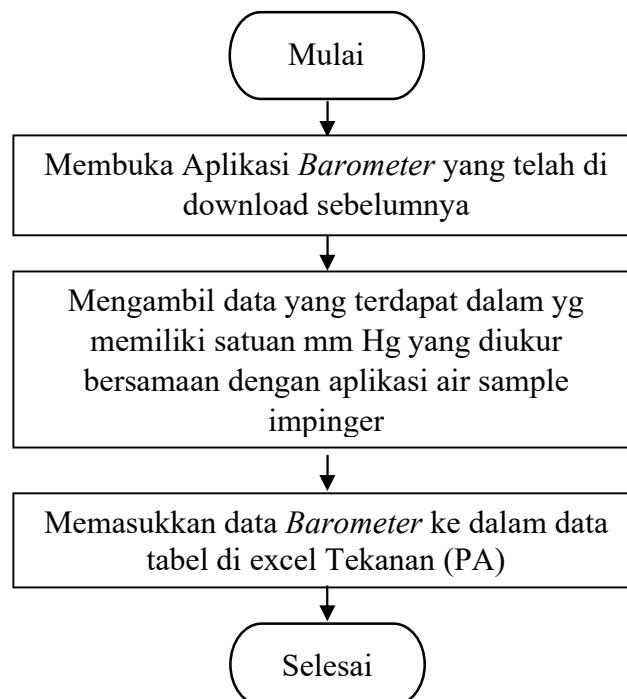 Mulai
Membuka Aplikasi Barometer yang telah di
download sebelumnya
Mengambil data yang terdapat dalam yg
memiliki satuan mm Hg yang diukur
bersamaan dengan aplikasi air sample
impinger
Memasukkan data Barometer ke dalam data
tabel di excel Tekanan (PA)
Selesai